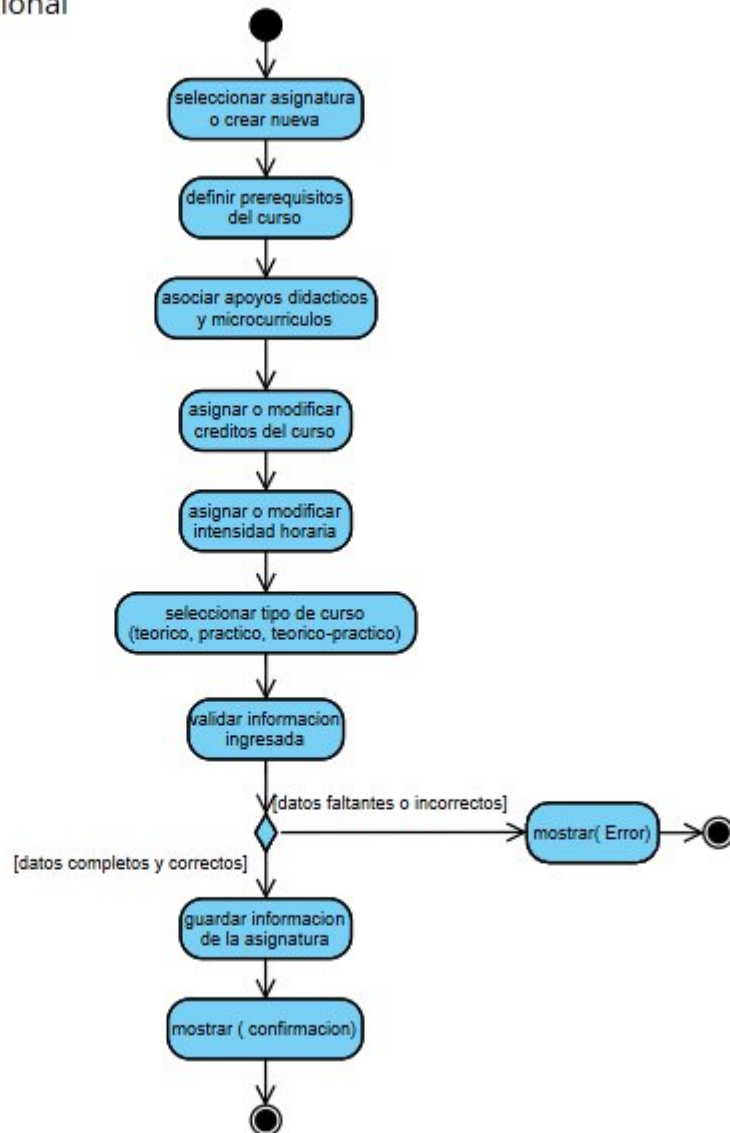 ional
seleccionar asignatura
o crear nueva
definir prerequisitos
del curso
asociar apoyos didacticos
y microcurriculos
asignar o modificar
creditos del curso
asignar o modificar
intensidad horaria
seleccionar tipo de curso
(teorico, practico, teorico-practico)
validar informacion
ingresada
[datos faltantes o incorrectos]
mostrar( Error)
[datos completos y correctos]
guardar informacion
de la asignatura
mostrar ( confirmacion)